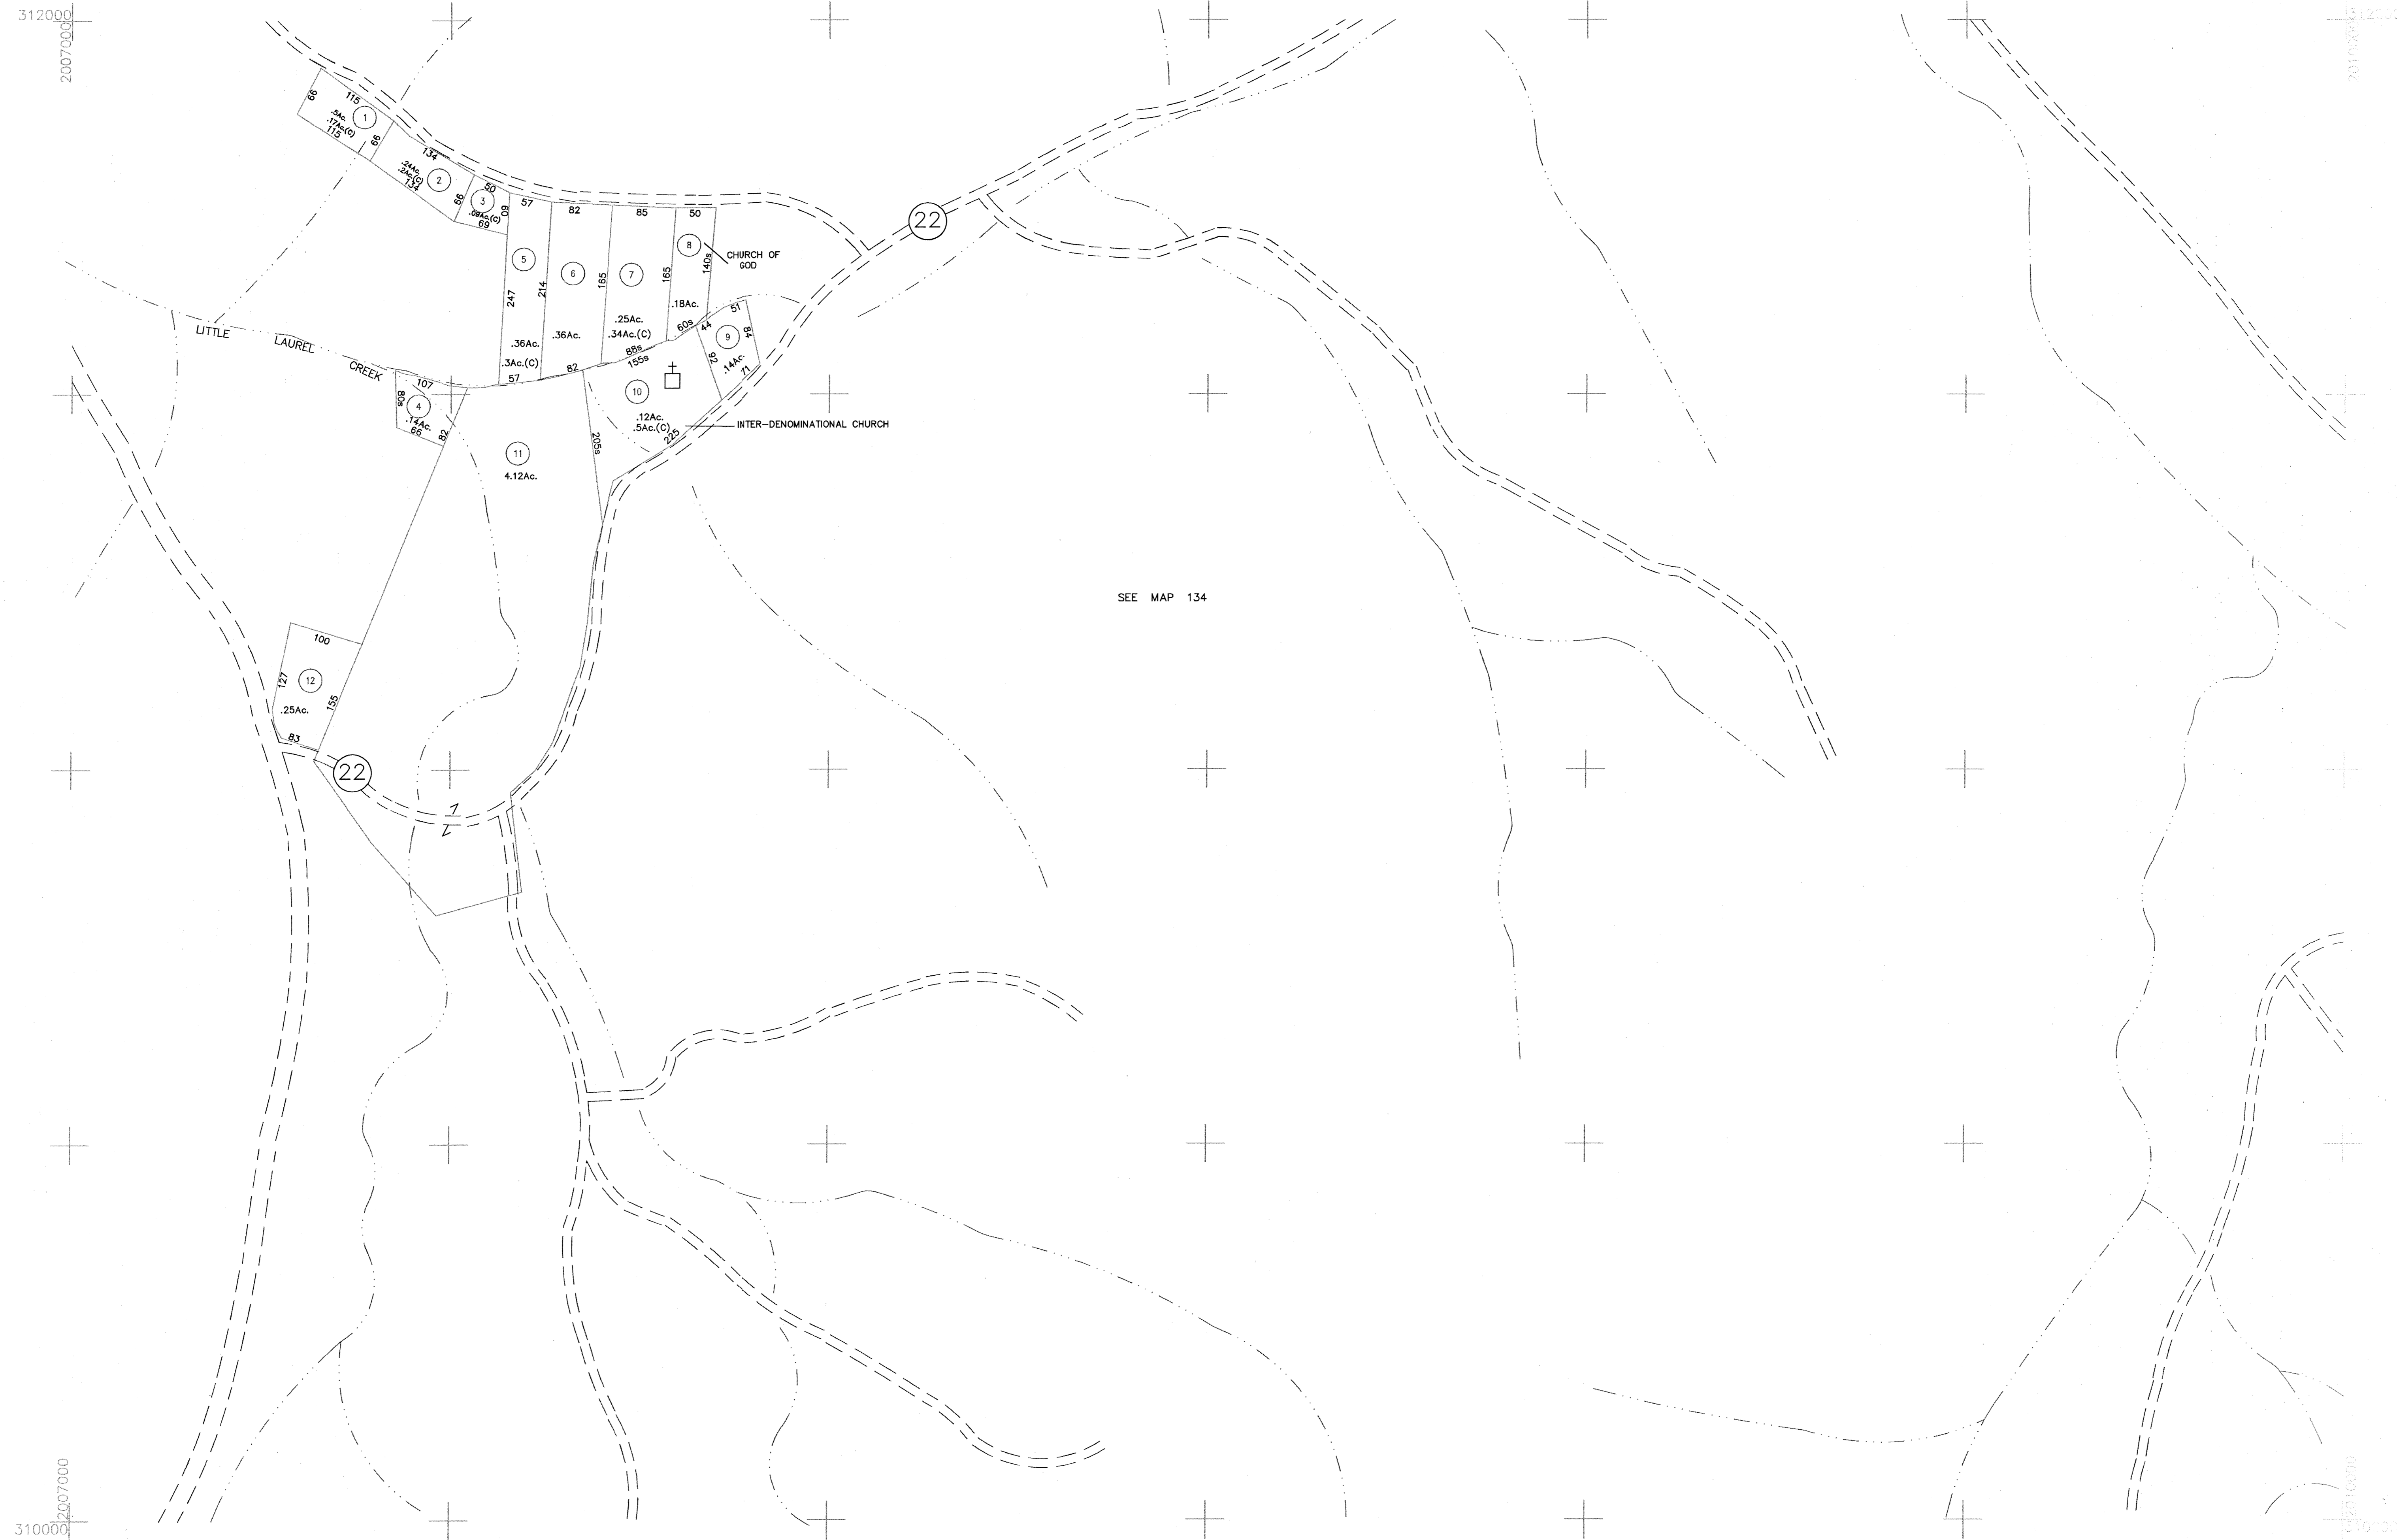 312000
2007000
66
115
1
.5Ac.
.17Ac.(C)
115
66
134
.24Ac.
.2Ac.(C)
134
2
66
50
3
.09Ac.(C)
60
69
57
5
247
.36Ac.
.3Ac.(C)
57
82
6
214
.36Ac.
82
85
7
165
.25Ac.
.34Ac.(C)
88s
50
8
165
140s
.18Ac.
60s
CHURCH OF
GOD
22
44
51
9
84
92
.14Ac.
71
155s
10
.12Ac.
.5Ac.(C)
225
205s
INTER-DENOMINATIONAL CHURCH
LITTLE LAUREL CREEK
107
80s
4
.14Ac.
66
82
11
4.12Ac.
SEE MAP 134
100
127
12
155
.25Ac.
83
22
2007000
310000
2010000